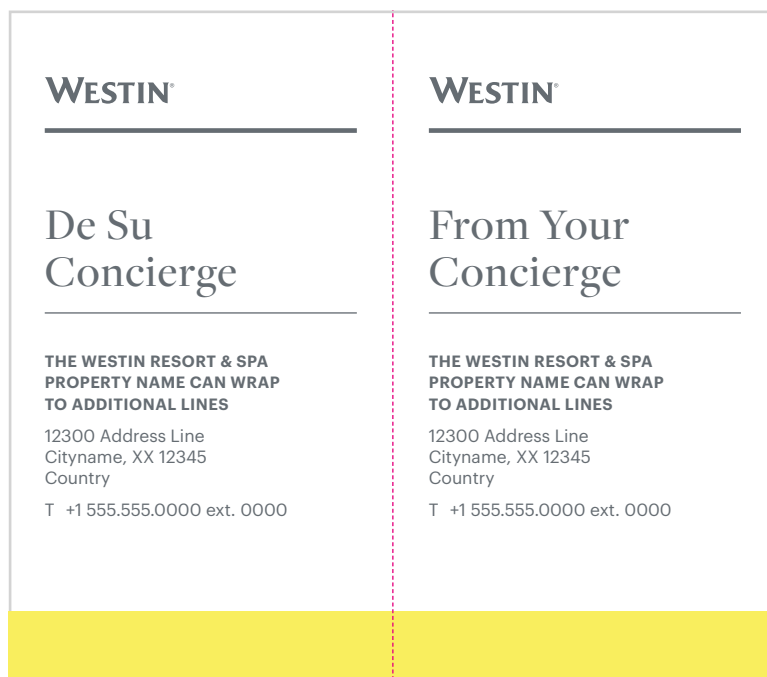 WESTIN®
De Su
Concierge
THE WESTIN RESORT & SPA
PROPERTY NAME CAN WRAP
TO ADDITIONAL LINES
12300 Address Line
Cityname, XX 12345
Country
T +1 555.555.0000 ext. 0000
WESTIN®
From Your
Concierge
THE WESTIN RESORT & SPA
PROPERTY NAME CAN WRAP
TO ADDITIONAL LINES
12300 Address Line
Cityname, XX 12345
Country
T +1 555.555.0000 ext. 0000